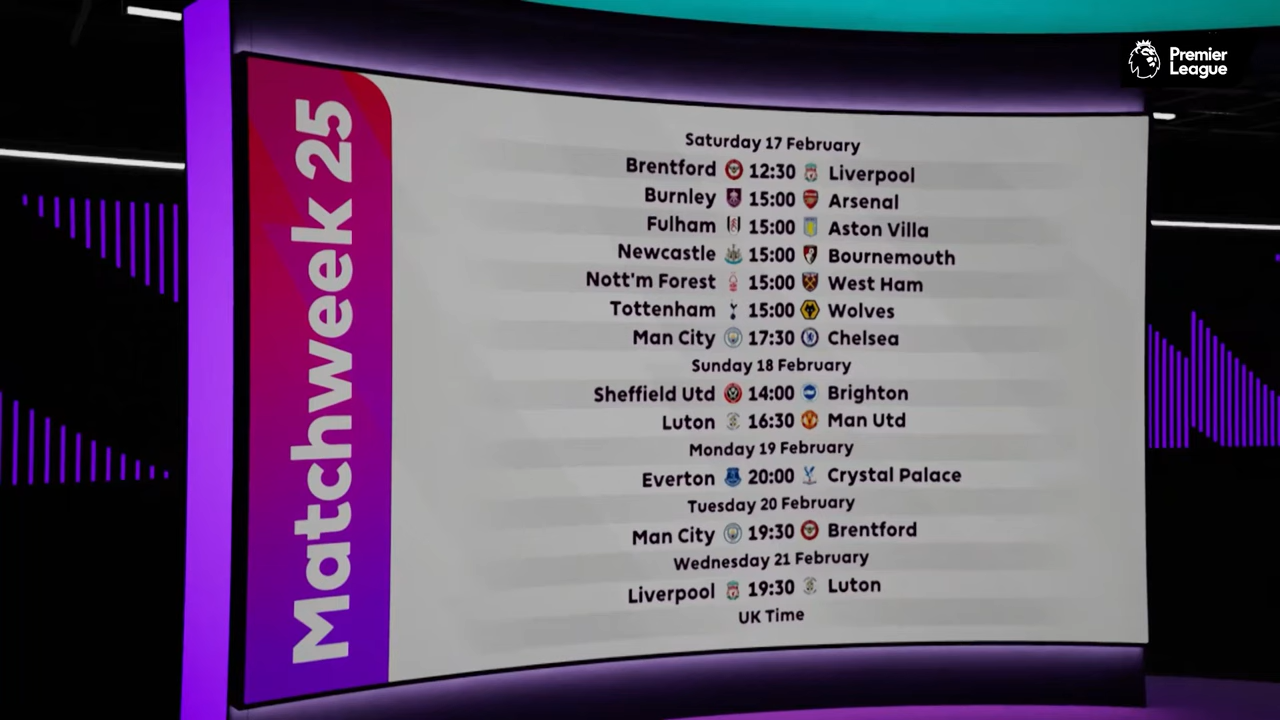 Premier
League
Matchweek 25
Saturday 17 February
Brentford 12:30 Liverpool
Burnley 15:00 Arsenal
Fulham 15:00 Aston Villa
Newcastle 15:00 Bournemouth
Nott'm Forest 15:00 West Ham
Tottenham 15:00 Wolves
Man City 17:30 Chelsea
Sunday 18 February
Sheffield Utd 14:00 Brighton
Luton 16:30 Man Utd
Monday 19 February
Everton 20:00 Crystal Palace
Tuesday 20 February
Man City 19:30 Brentford
Wednesday 21 February
Liverpool 19:30 Luton
UK Time